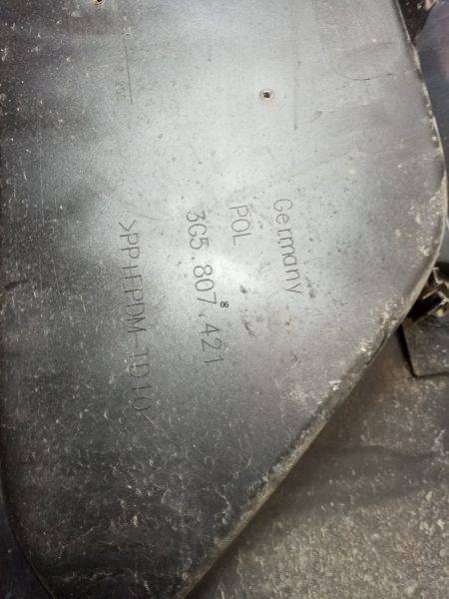 Germany
POL
3G5.807.421
>PP+EPDM-TD10<